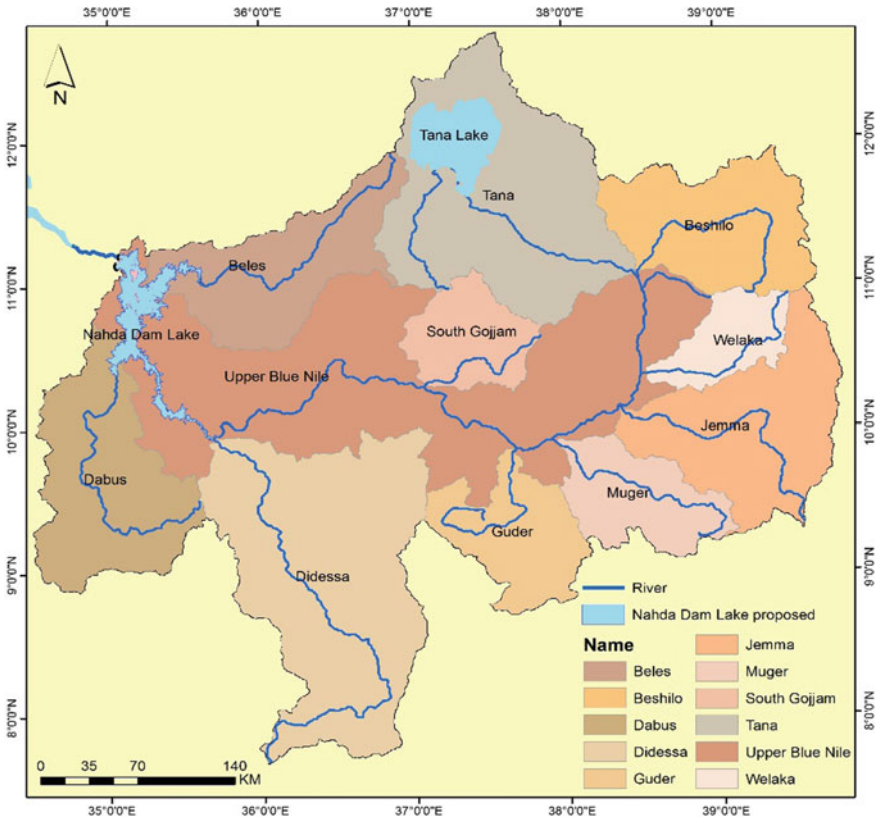 35°0'0"E 36°0'0"E 37°0'0"E 38°0'0"E 39°0'0"E
N
12°0'0"N
11°0'0"N
10°0'0"N
9°0'0"N
8°0'0"N
12°0'0"N
11°0'0"N
10°0'0"N
9°0'0"N
8°0'0"N
Tana Lake
Tana
Beshilo
Beles
Nahda Dam Lake
South Gojjam
Welaka
Upper Blue Nile
Jemma
Dabus
Muger
Guder
Didessa
River
Nahda Dam Lake proposed
Name
Beles
Beshilo
Dabus
Didessa
Guder
Jemma
Muger
South Gojjam
Tana
Upper Blue Nile
Welaka
0 35 70 140
KM
35°0'0"E 36°0'0"E 37°0'0"E 38°0'0"E 39°0'0"E